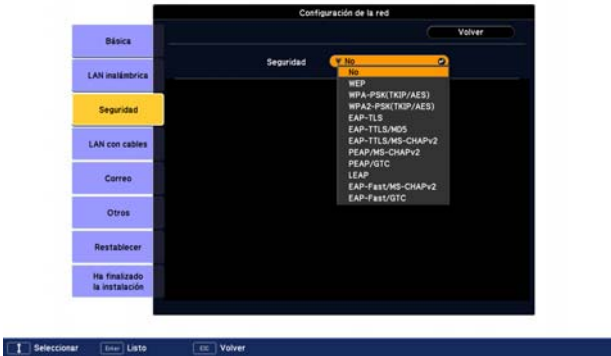 Configuración de la red
Volver
Básica
LAN inalámbrica
Seguridad
LAN con cables
Correo
Otros
Restablecer
Ha finalizado
la instalación
Seguridad
No
No
WEP
WPA-PSK(TKIP/AES)
WPA2-PSK(TKIP/AES)
EAP-TLS
EAP-TTLS/MD5
EAP-TTLS/MS-CHAPv2
PEAP/MS-CHAPv2
PEAP/GTC
LEAP
EAP-Fast/MS-CHAPv2
EAP-Fast/GTC
Seleccionar Enter Listo ESC Volver